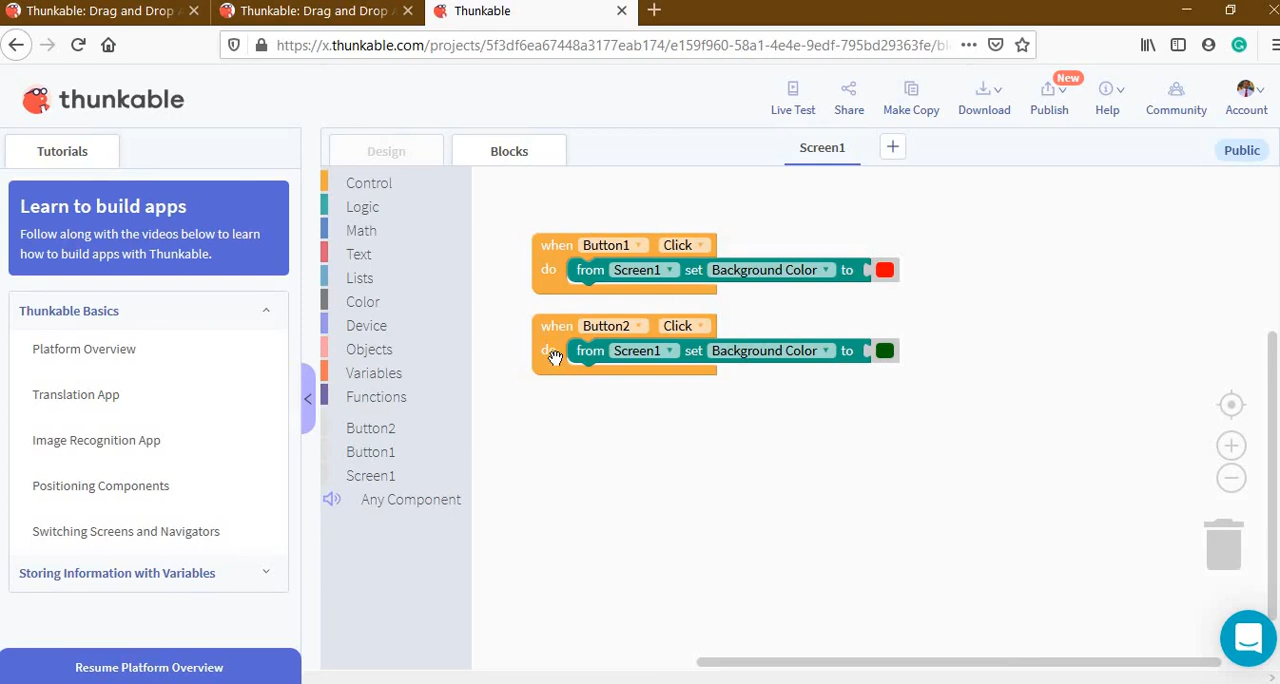 Thunkable: Drag and Drop
Thunkable: Drag and Drop
Thunkable
https://x.thunkable.com/projects/5f3df6ea67448a3177eab174/e159f960-58a1-4e4e-9edf-795bd29363fe/bl
thunkable
Live Test
Share
Make Copy
Download
New
Publish
Help
Community
Account
Tutorials
Design
Blocks
Screen1
Public
Learn to build apps
Follow along with the videos below to learn
how to build apps with Thunkable.
Thunkable Basics
Platform Overview
Translation App
Image Recognition App
Positioning Components
Switching Screens and Navigators
Storing Information with Variables
Resume Platform Overview
Control
Logic
Math
Text
Lists
Color
Device
Objects
Variables
Functions
Button2
Button1
Screen1
Any Component
when Button1 Click
do from Screen1 set Background Color to
when Button2 Click
do from Screen1 set Background Color to